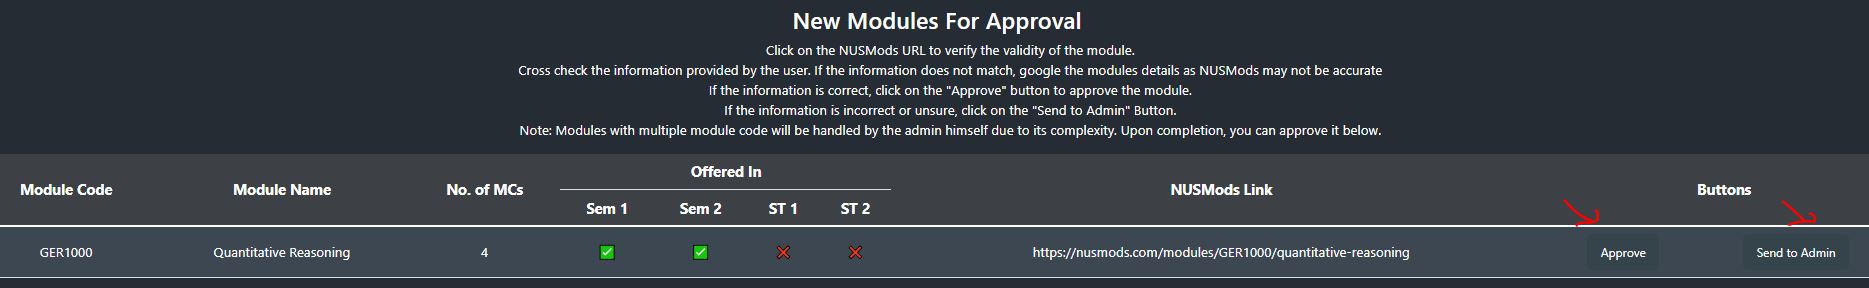 New Modules For Approval
Click on the NUSMods URL to verify the validity of the module.
Cross check the information provided by the user. If the information does not match, google the modules details as NUSMods may not be accurate
If the information is correct, click on the "Approve" button to approve the module.
If the information is incorrect or unsure, click on the "Send to Admin" Button.
Note: Modules with multiple module code will be handled by the admin himself due to its complexity. Upon completion, you can approve it below.
Module Code Module Name No. of MCs Offered In NUSMods Link Buttons
Sem 1 Sem 2 ST 1 ST 2
GER1000 Quantitative Reasoning 4 ✅ ✅ ❌ ❌ https://nusmods.com/modules/GER1000/quantitative-reasoning Approve Send to Admin